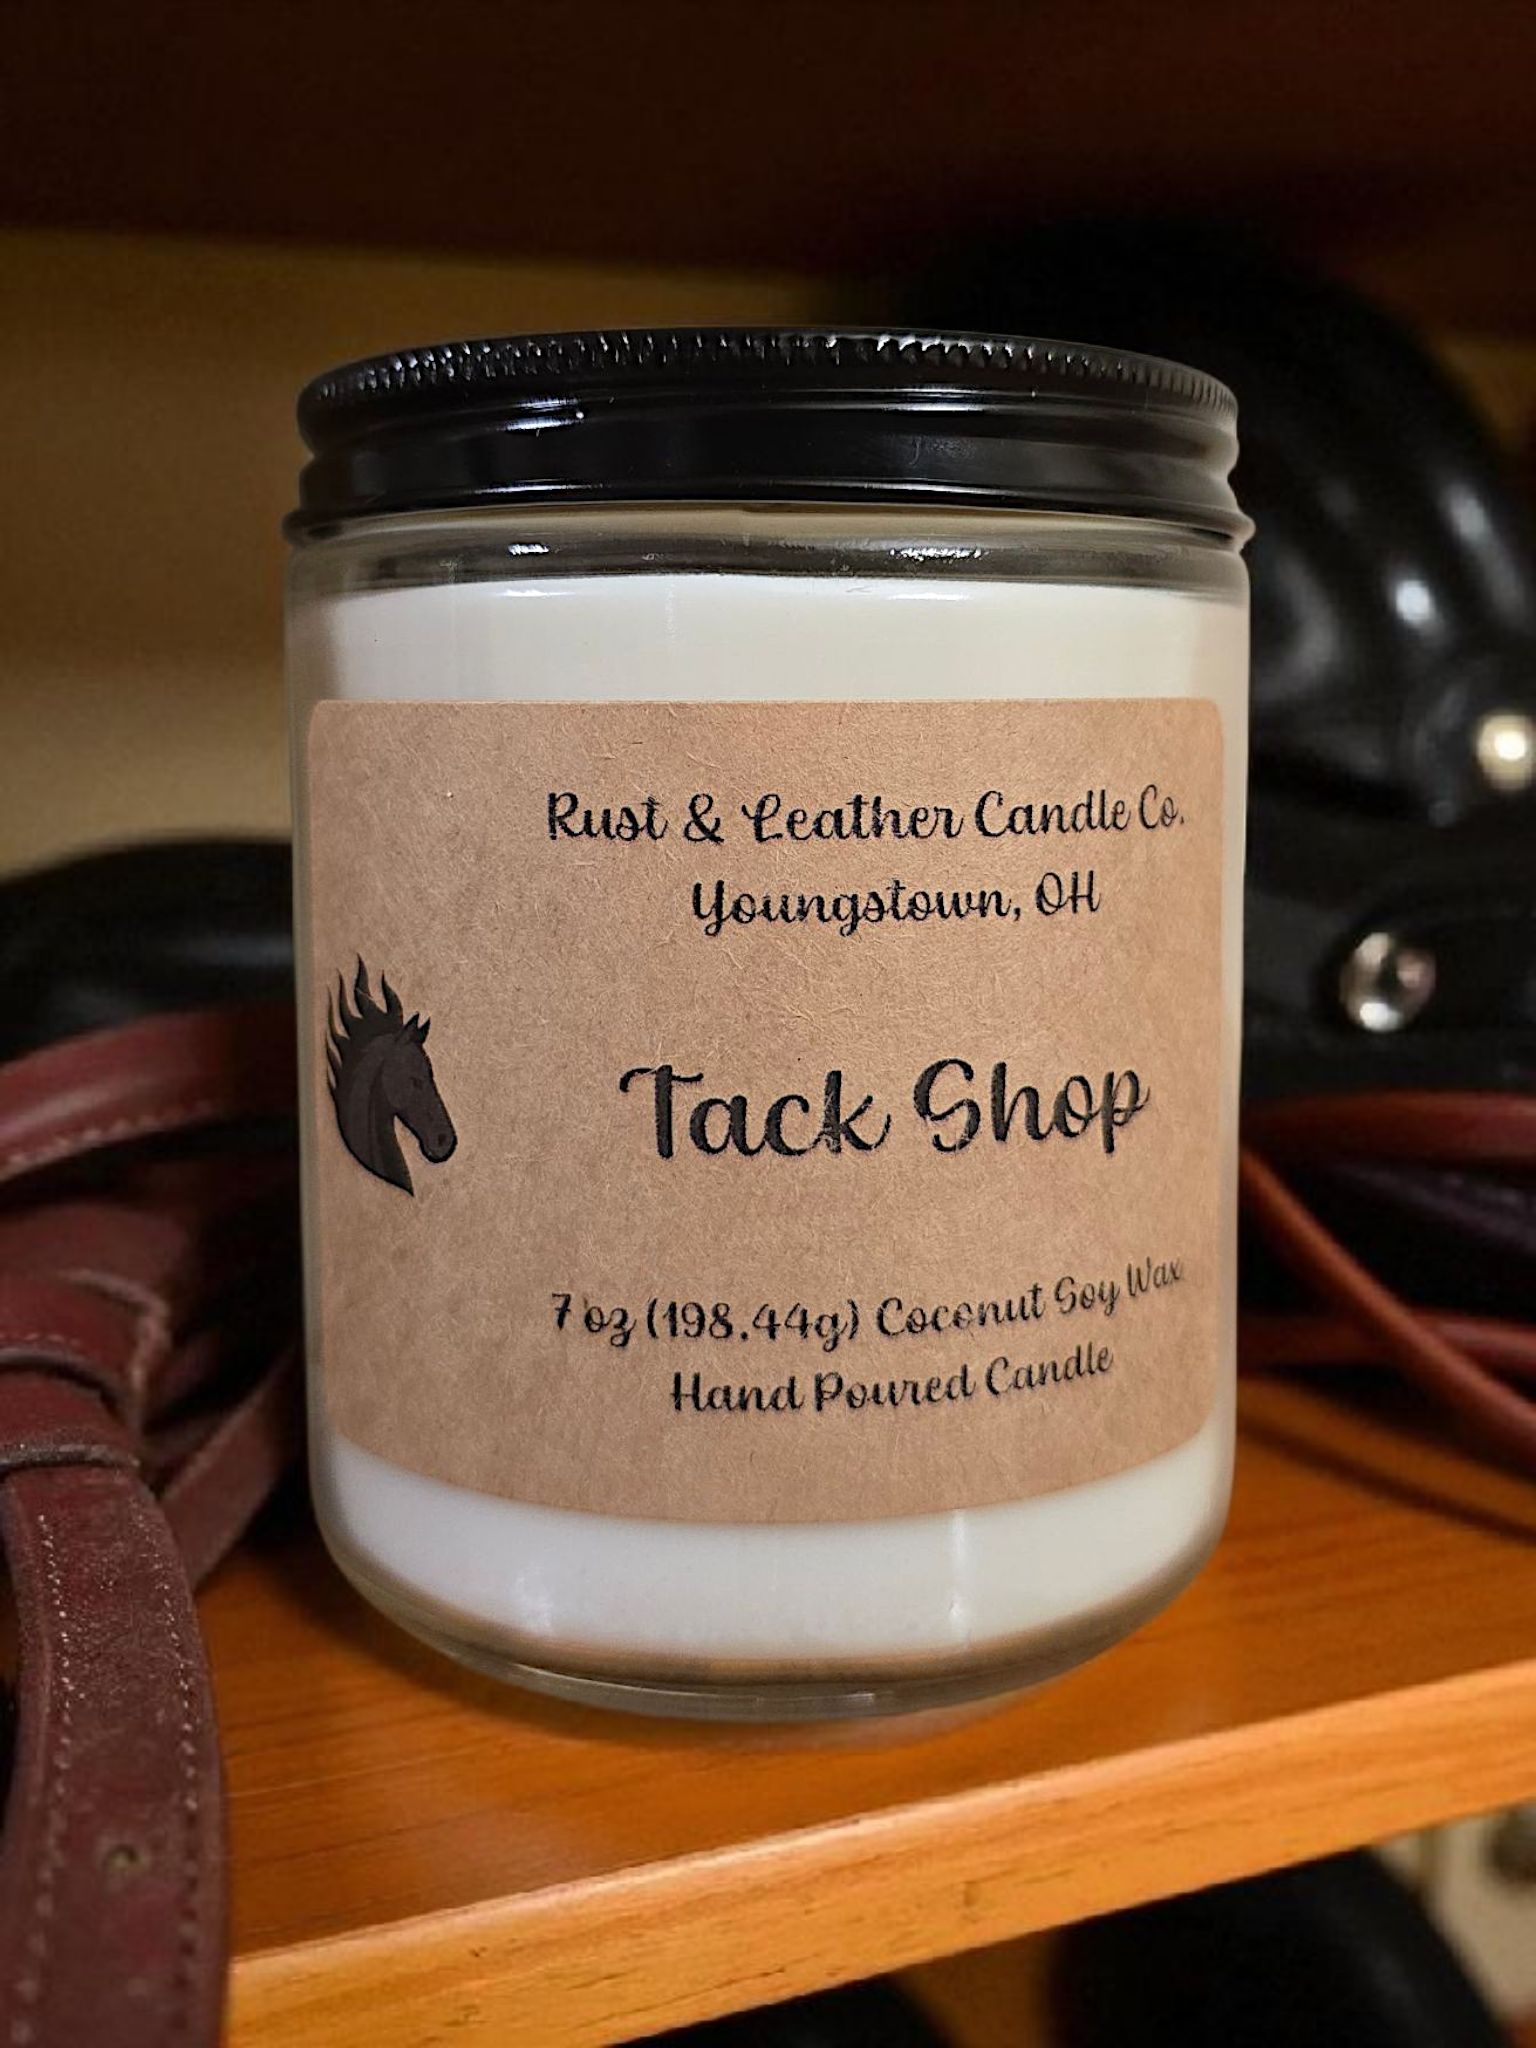 Rust & Leather Candle Co.
Youngstown, OH
Tack Shop
7 oz (198.44g) Coconut Soy Wax
Hand Poured Candle